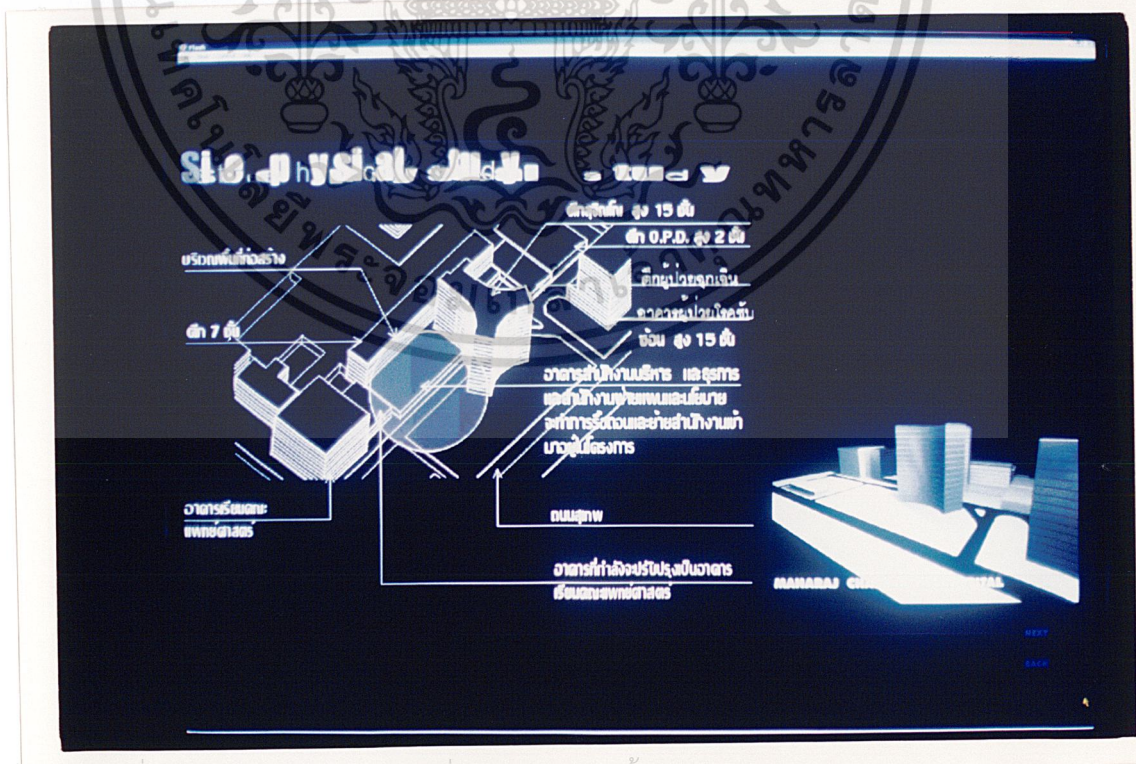 ตึกสุจิณโณ สูง 15 ชั้น
ตึก O.P.D. สูง 2 ชั้น
บริเวณพื้นที่ก่อสร้าง
ตึกผู้ป่วยฉุกเฉิน
อาคารผู้ป่วยโรคซับ
ซ้อน สูง 15 ชั้น
ตึก 7 ชั้น
อาคารสำนักงานบริหาร และธุรการ
และสำนักงานฝ่ายแผนและนโยบาย
จะทำการรื้อถอนและย้ายสำนักงานเข้า
มาอยู่ในโครงการ
อาคารเรียนคณะ
แพทย์ศาสตร์
ถนนสุเทพ
อาคารที่กำลังจะปรับปรุงเป็นอาคาร
เรียนคณะแพทย์ศาสตร์
MAHARAJ
NEXT
BACK